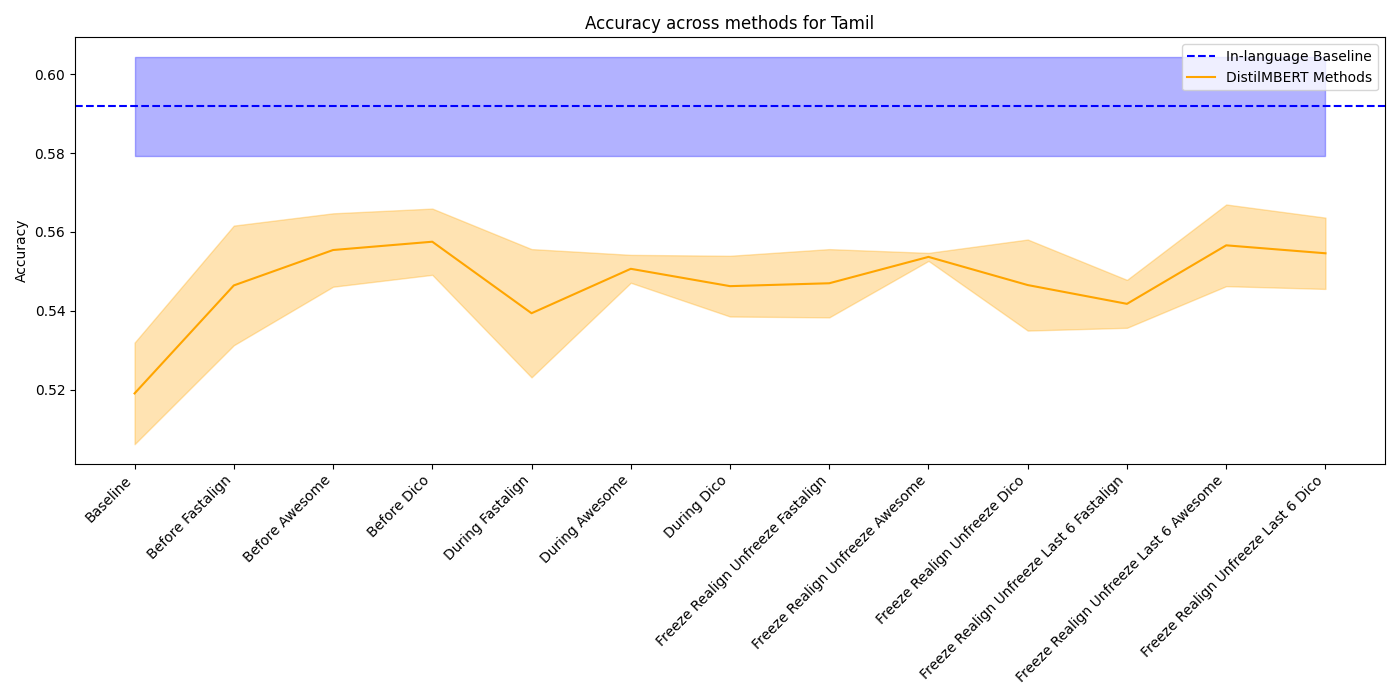 Accuracy across methods for Tamil
In-language Baseline
DistilMBERT Methods
Accuracy
0.60
0.58
0.56
0.54
0.52
Baseline
Before Fastalign
Before Awesome
Before Dico
During Fastalign
During Awesome
During Dico
Freeze Realign Unfreeze Fastalign
Freeze Realign Unfreeze Awesome
Freeze Realign Unfreeze Dico
Freeze Realign Unfreeze Last 6 Fastalign
Freeze Realign Unfreeze Last 6 Awesome
Freeze Realign Unfreeze Last 6 Dico